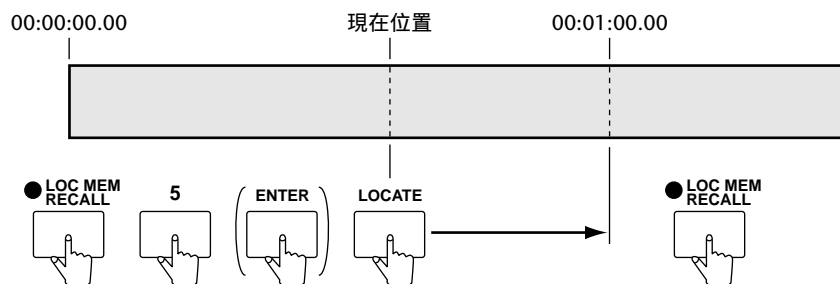 00:00:00.00 現在位置 00:01:00.00
LOC MEM RECALL 5 ENTER LOCATE LOC MEM RECALL